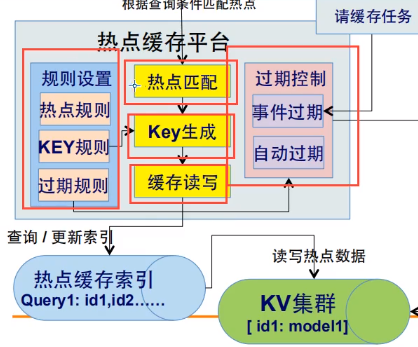 根据查询条件匹配热点
请缓存任务
热点缓存平台
规则设置
热点规则
KEY规则
过期规则
热点匹配
Key生成
缓存读写
过期控制
事件过期
自动过期
查询 / 更新索引
读写热点数据
热点缓存索引
Query1: id1,id2......
KV集群
[ id1: model1]